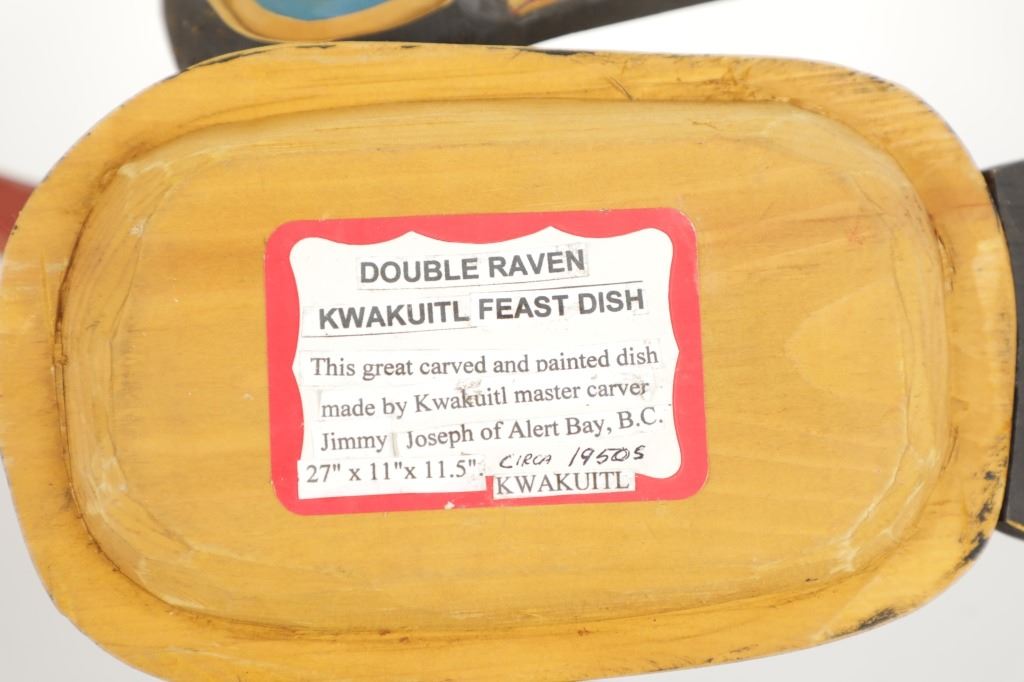 DOUBLE RAVEN
KWAKUITL FEAST DISH
This great carved and painted dish
made by Kwakuitl master carver
Jimmy Joseph of Alert Bay, B.C.
27" x 11"x 11.5". CIRCA 1950s
KWAKUITL